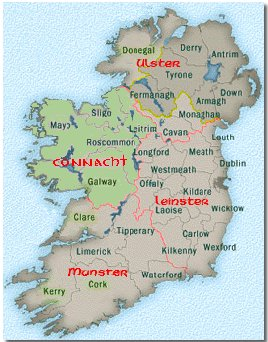 Donegal
Derry
Antrim
Ulster
Tyrone
Fermanagh
Down
Armagh
Monaghan
Sligo
Mayo
Leitrim
Cavan
Louth
Roscommon
Longford
Meath
Connacht
Westmeath
Dublin
Galway
Offaly
Kildare
Leinster
Laoise
Wicklow
Clare
Tipperary
Carlow
Limerick
Kilkenny
Wexford
Munster
Waterford
Kerry
Cork